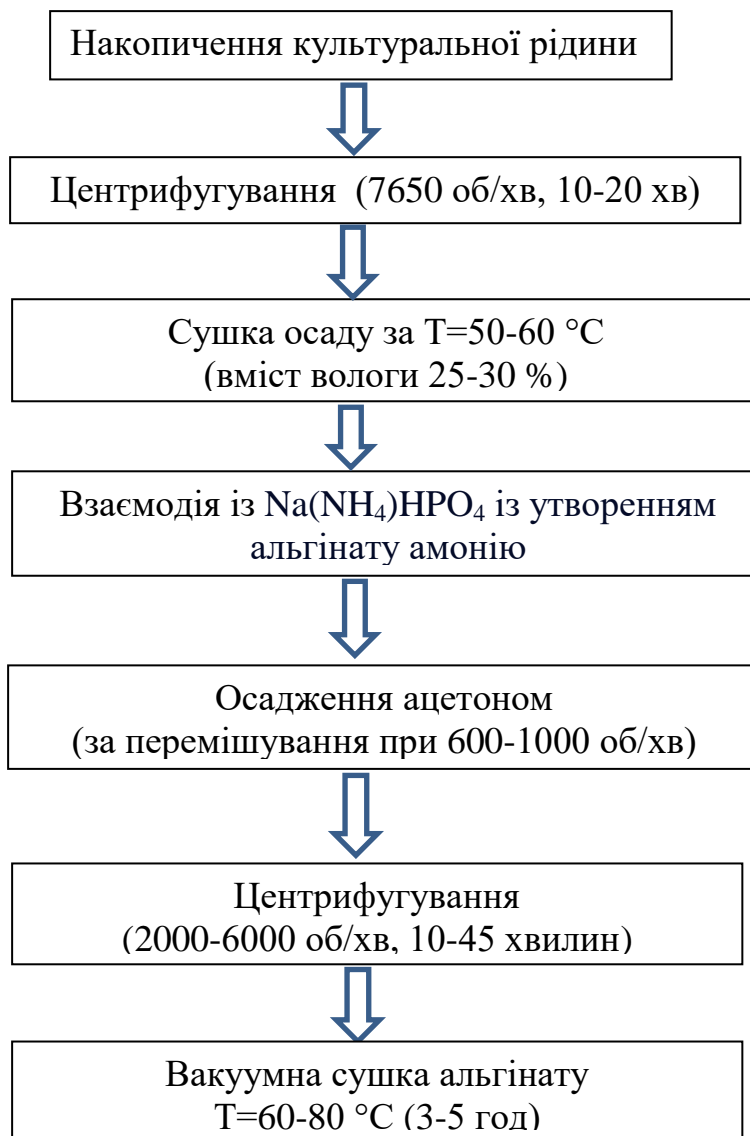 Накопичення культуральної рідини
Центрифугування (7650 об/хв, 10-20 хв)
Сушка осаду за Т=50-60 °С
(вміст вологи 25-30 %)
Взаємодія із Na(NH₄)HPO₄ із утворенням
альгінату амонію
Осадження ацетоном
(за перемішування при 600-1000 об/хв)
Центрифугування
(2000-6000 об/хв, 10-45 хвилин)
Вакуумна сушка альгінату
Т=60-80 °С (3-5 год)